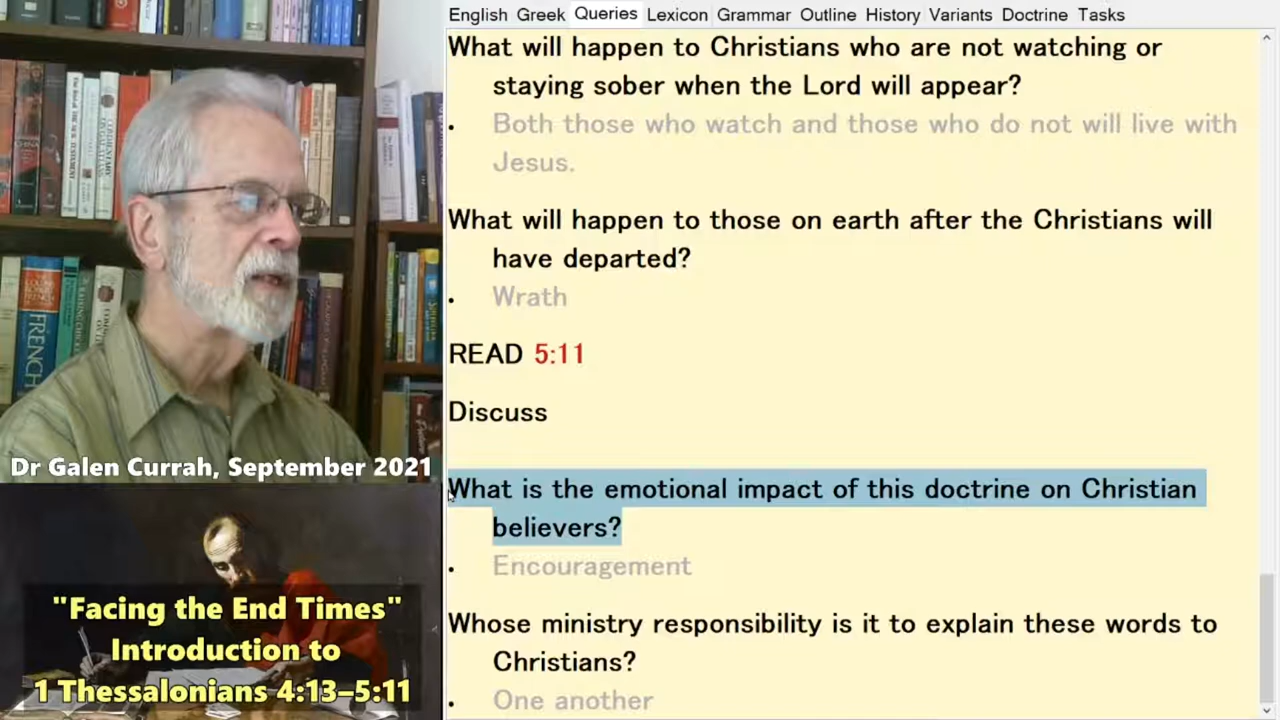 English Greek Queries Lexicon Grammar Outline History Variants Doctrine Tasks
What will happen to Christians who are not watching or
staying sober when the Lord will appear?
• Both those who watch and those who do not will live with
Jesus.
What will happen to those on earth after the Christians will
have departed?
• Wrath
READ 5:11
Discuss
What is the emotional impact of this doctrine on Christian
believers?
• Encouragement
Whose ministry responsibility is it to explain these words to
Christians?
• One another
FRENCH
Dr Galen Currah, September 2021
"Facing the End Times"
Introduction to
1 Thessalonians 4:13–5:11